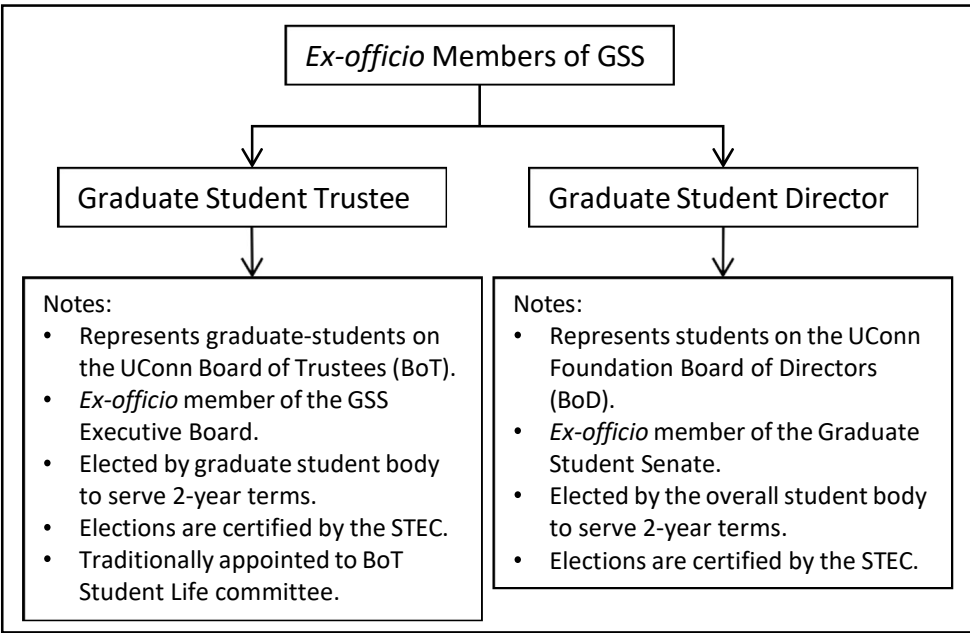 Ex-officio Members of GSS
Graduate Student Trustee
Graduate Student Director
Notes:
• Represents graduate-students on
the UConn Board of Trustees (BoT).
• Ex-officio member of the GSS
Executive Board.
• Elected by graduate student body
to serve 2-year terms.
• Elections are certified by the STEC.
• Traditionally appointed to BoT
Student Life committee.
Notes:
• Represents students on the UConn
Foundation Board of Directors
(BoD).
• Ex-officio member of the Graduate
Student Senate.
• Elected by the overall student body
to serve 2-year terms.
• Elections are certified by the STEC.